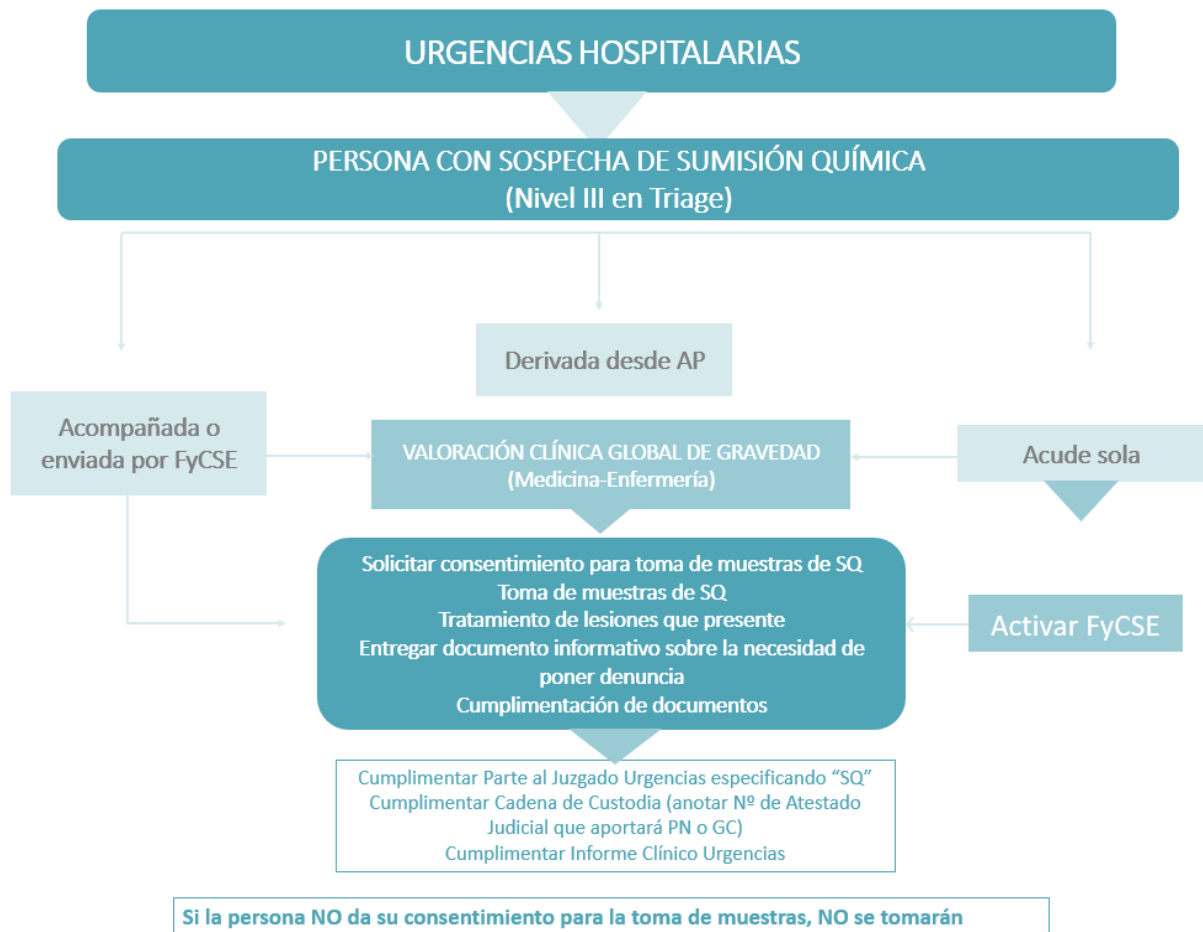 URGENCIAS HOSPITALARIAS
PERSONA CON SOSPECHA DE SUMISIÓN QUÍMICA
(Nivel III en Triage)
Derivada desde AP
Acompañada o
enviada por FyCSE
VALORACIÓN CLÍNICA GLOBAL DE GRAVEDAD
(Medicina-Enfermería)
Acude sola
Solicitar consentimiento para toma de muestras de SQ
Toma de muestras de SQ
Tratamiento de lesiones que presente
Entregar documento informativo sobre la necesidad de
poner denuncia
Cumplimentación de documentos
Activar FyCSE
Cumplimentar Parte al Juzgado Urgencias especificando “SQ”
Cumplimentar Cadena de Custodia (anotar Nº de Atestado
Judicial que aportará PN o GC)
Cumplimentar Informe Clínico Urgencias
Si la persona NO da su consentimiento para la toma de muestras, NO se tomarán